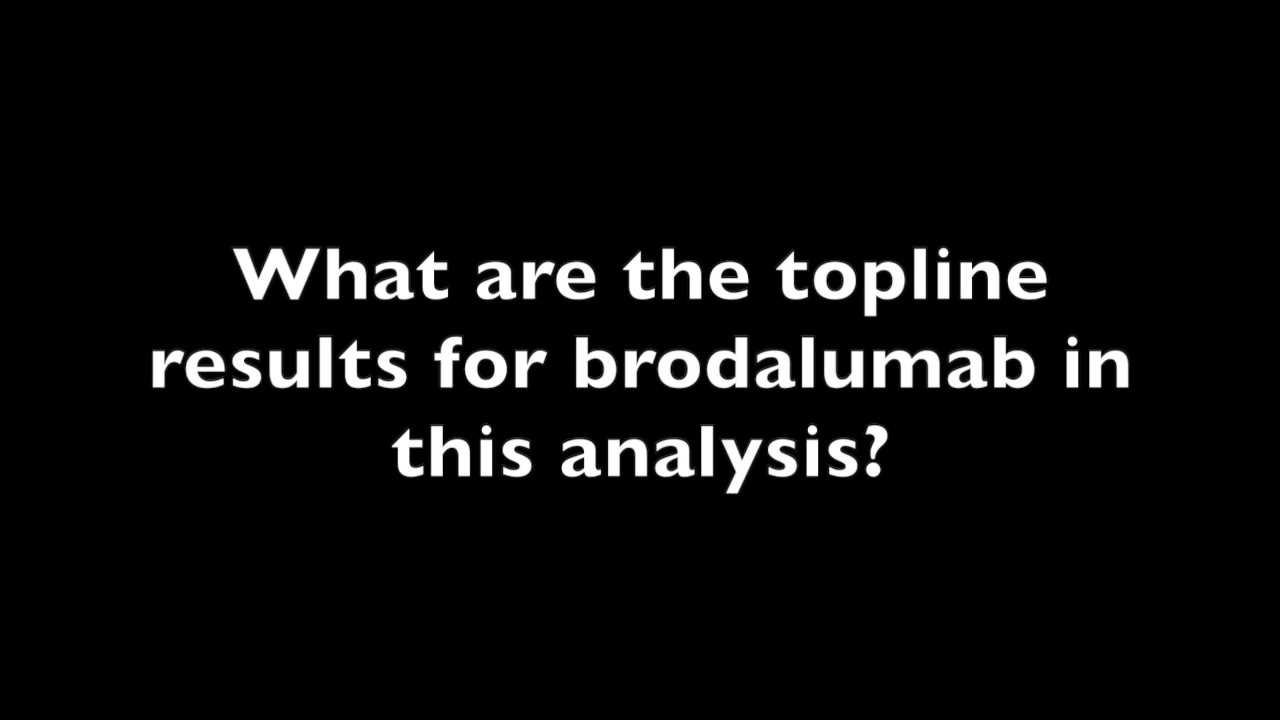 What are the topline
results for brodalumab in
this analysis?